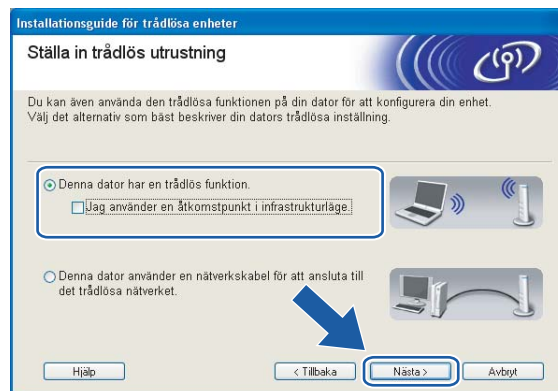 Installationsguide för trådlösa enheter
Ställa in trådlös utrustning
Du kan även använda den trådlösa funktionen på din dator för att konfigurera din enhet.
Välj det alternativ som bäst beskriver din dators trådlösa inställning.
Denna dator har en trådlös funktion.
Jag använder en åtkomstpunkt i infrastrukturläge.
Denna dator använder en nätverkskabel för att ansluta till
det trådlösa nätverket.
Hjälp
< Tillbaka
Nästa >
Avbryt